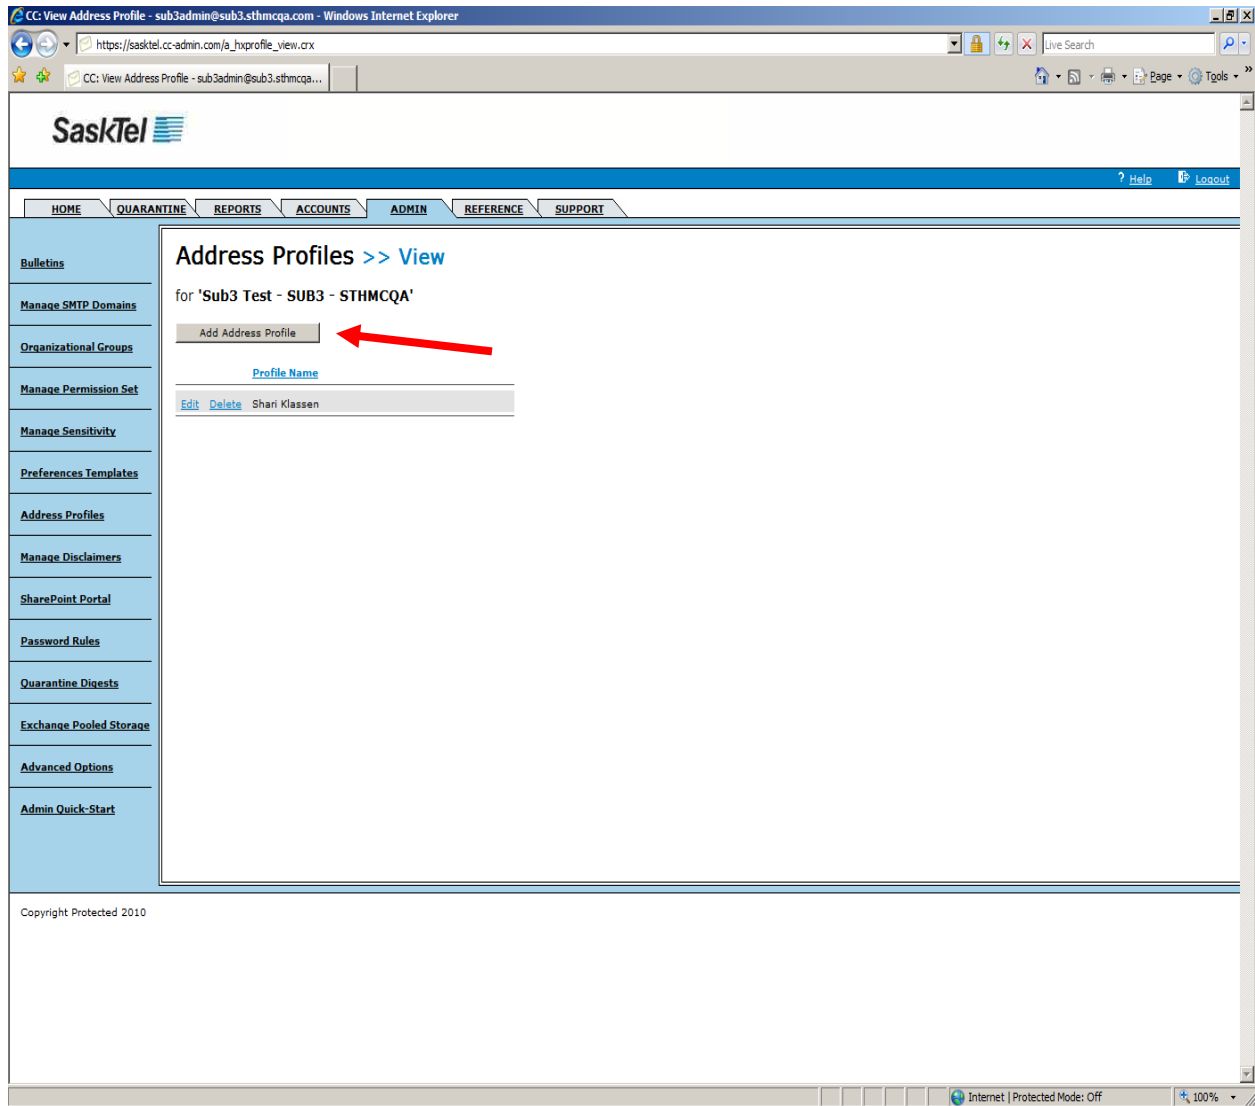 CC: View Address Profile - sub3admin@sub3.sthmcqa.com - Windows Internet Explorer
https://sasktel.cc-admin.com/a_hxprofile_view.crx
Live Search
CC: View Address Profile - sub3admin@sub3.sthmcqa...
Page
Tools
SaskTel
? Help
Logout
HOME QUARANTINE REPORTS ACCOUNTS ADMIN REFERENCE SUPPORT
Bulletins
Manage SMTP Domains
Organizational Groups
Manage Permission Set
Manage Sensitivity
Preferences Templates
Address Profiles
Manage Disclaimers
SharePoint Portal
Password Rules
Quarantine Digests
Exchange Pooled Storage
Advanced Options
Admin Quick-Start
Address Profiles >> View
for 'Sub3 Test - SUB3 - STHMCQA'
Add Address Profile
Profile Name
Edit Delete Shari Klassen
Copyright Protected 2010
Internet | Protected Mode: Off
100%